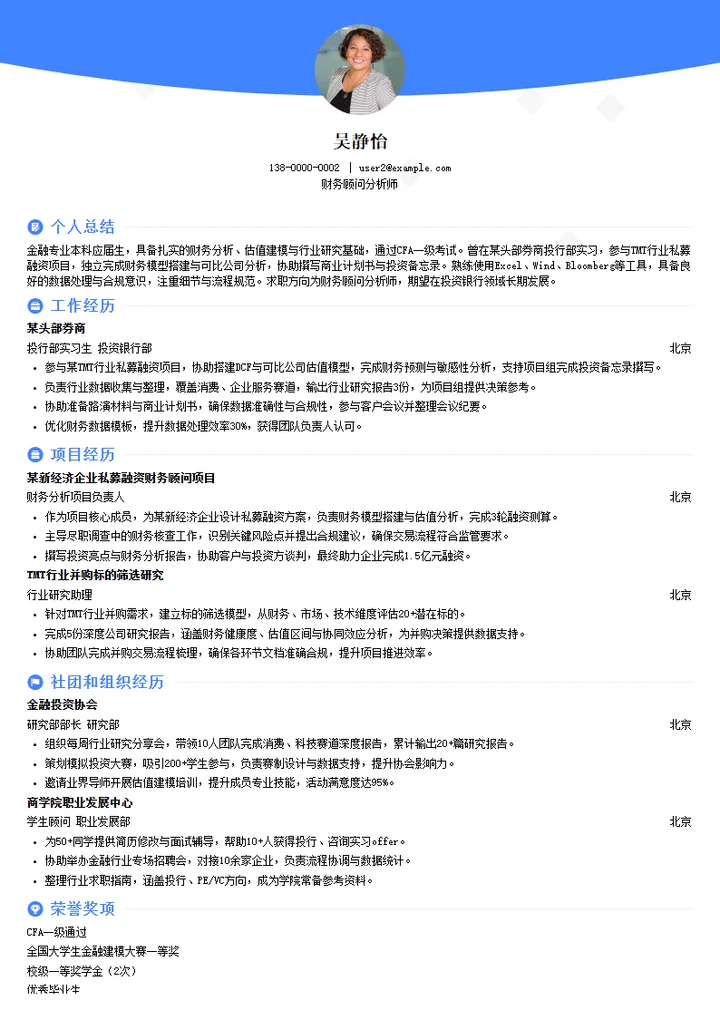 吴静怡
138-0000-0002 | user2@example.com
财务顾问分析师
个人总结
金融专业本科应届生，具备扎实的财务分析、估值建模与行业研究基础，通过CFA一级考试。曾在某头部券商投行部实习，参与TMT行业私募
融资项目，独立完成财务模型搭建与可比公司分析，协助撰写商业计划书与投资备忘录。熟练使用Excel、Wind、Bloomberg等工具，具备良
好的数据处理与合规意识，注重细节与流程规范。求职方向为财务顾问分析师，期望在投资银行领域长期发展。
工作经历
某头部券商
投行部实习生 投资银行部 北京
• 参与某TMT行业私募融资项目，协助搭建DCF与可比公司估值模型，完成财务预测与敏感性分析，支持项目组完成投资备忘录撰写。
• 负责行业数据收集与整理，覆盖消费、企业服务赛道，输出行业研究报告3份，为项目组提供决策参考。
• 协助准备路演材料与商业计划书，确保数据准确性与合规性，参与客户会议并整理会议纪要。
• 优化财务数据模板，提升数据处理效率30%，获得团队负责人认可。
项目经历
某新经济企业私募融资财务顾问项目
财务分析项目负责人 北京
• 作为项目核心成员，为某新经济企业设计私募融资方案，负责财务模型搭建与估值分析，完成3轮融资测算。
• 主导尽职调查中的财务核查工作，识别关键风险点并提出合规建议，确保交易流程符合监管要求。
• 撰写投资亮点与财务分析报告，协助客户与投资方谈判，最终助力企业完成1.5亿元融资。
TMT行业并购标的筛选研究
行业研究助理 北京
• 针对TMT行业并购需求，建立标的筛选模型，从财务、市场、技术维度评估20+潜在标的。
• 完成5份深度公司研究报告，涵盖财务健康度、估值区间与协同效应分析，为并购决策提供数据支持。
• 协助团队完成并购交易流程梳理，确保各环节文档准确合规，提升项目推进效率。
社团和组织经历
金融投资协会
研究部部长 研究部 北京
• 组织每周行业研究分享会，带领10人团队完成消费、科技赛道深度报告，累计输出20+篇研究报告。
• 策划模拟投资大赛，吸引200+学生参与，负责赛制设计与数据支持，提升协会影响力。
• 邀请业界导师开展估值建模培训，提升成员专业技能，活动满意度达95%。
商学院职业发展中心
学生顾问 职业发展部 北京
• 为50+同学提供简历修改与面试辅导，帮助10+人获得投行、咨询实习offer。
• 协助举办金融行业专场招聘会，对接10余家企业，负责流程协调与数据统计。
• 整理行业求职指南，涵盖投行、PE/VC方向，成为学院常备参考资料。
荣誉奖项
CFA一级通过
全国大学生金融建模大赛一等奖
校级一等奖学金（2次）
优秀毕业生